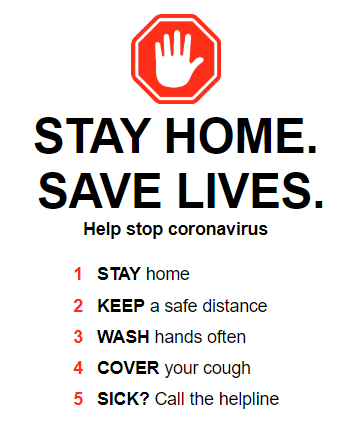 STAY HOME.
SAVE LIVES.
Help stop coronavirus
1 STAY home
2 KEEP a safe distance
3 WASH hands often
4 COVER your cough
5 SICK? Call the helpline